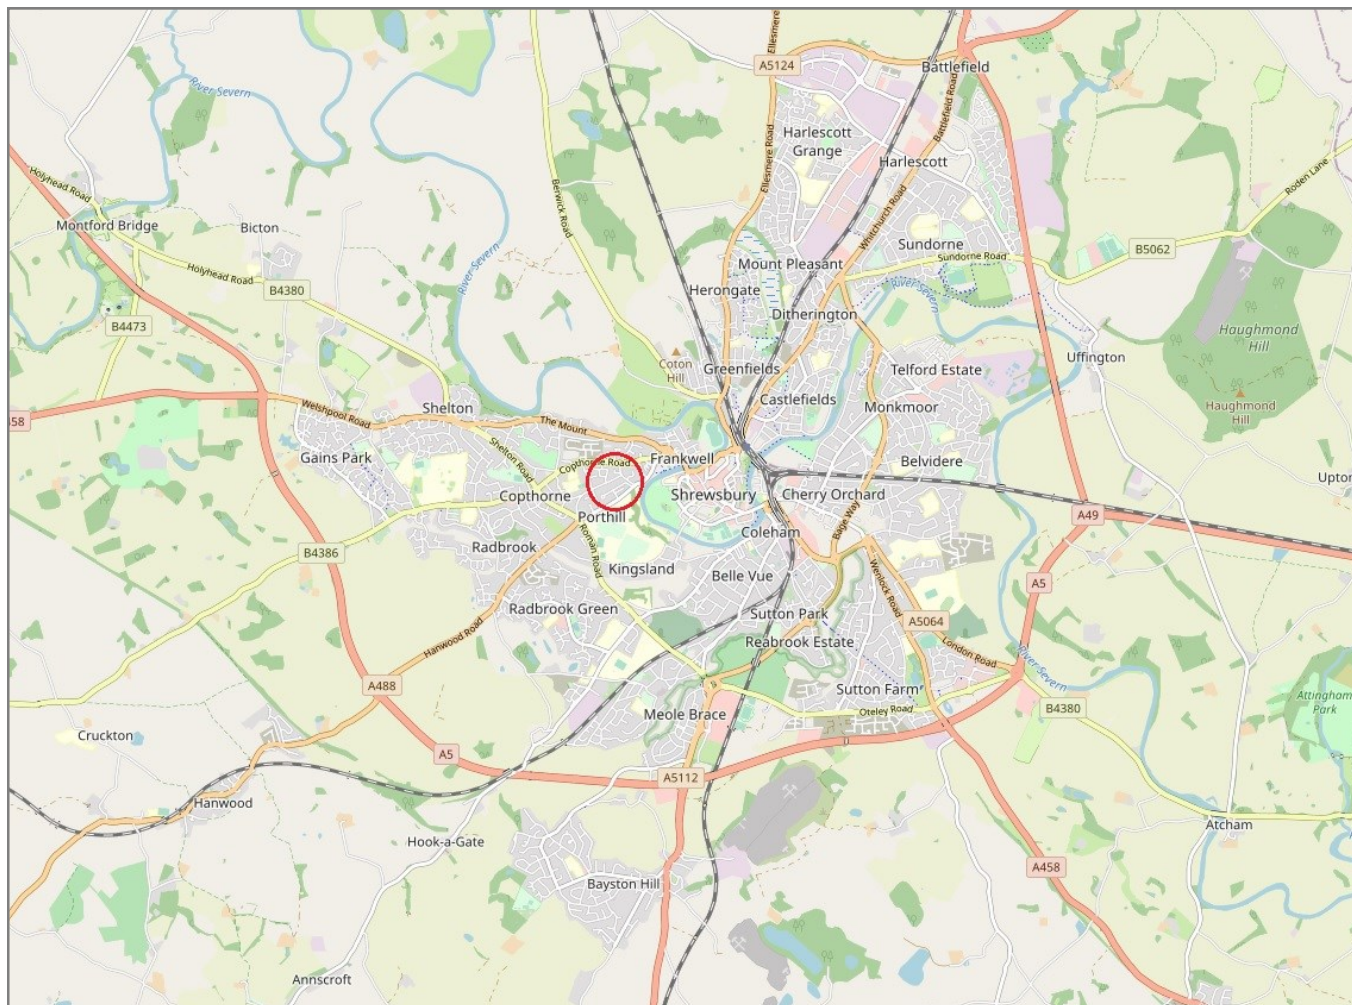 Ellesmere
A5124
Battlefield
River Severn
Harlescott
Grange
Battlefield Road
Ellesmere Road
Harlescott
Holyhead Road
Berwick Road
Roden Lane
Montford Bridge
Bicton
Whitchurch Road
Sundorne
B5062
Sundorne Road
Mount Pleasant
River Severn
Holyhead Road
B4380
Herongate
River Severn
Ditherington
B4473
Haughmond
Hill
Uffington
Coton
Hill
Greenfields
Telford Estate
Castlefields
Monkmoor
Haughmond
Hill
58
Welshpool Road
Shelton
The Mount
Shelton Road
Gains Park
Copthorne Road
Frankwell
Belvidere
Upton
Copthorne
Shrewsbury
Cherry Orchard
Porthill
A49
Bage Way
Coleham
Radbrook
Roman Road
B4386
Kingsland
Belle Vue
Wenlock Road
A5
Radbrook Green
Sutton Park
A5064
Hanwood Road
Reabrook Estate
London Road
River Severn
A488
Sutton Farm
Attingham
Park
Oteley Road
B4380
Meole Brace
Cruckton
A5
A5112
Hanwood
Atcham
Hook-a-Gate
A458
Bayston Hill
Annscroft